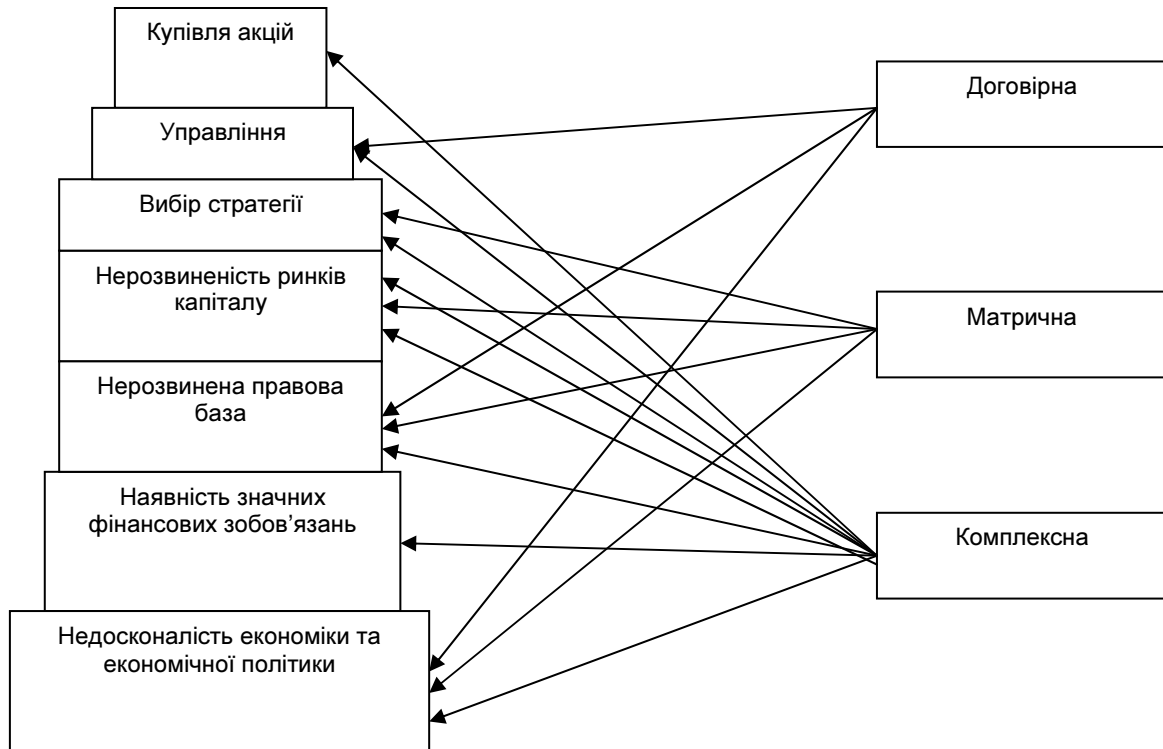 Купівля акцій
Управління
Вибір стратегії
Нерозвиненість ринків
капіталу
Нерозвинена правова
база
Наявність значних
фінансових зобов’язань
Недосконалість економіки та
економічної політики
Договірна
Матрична
Комплексна